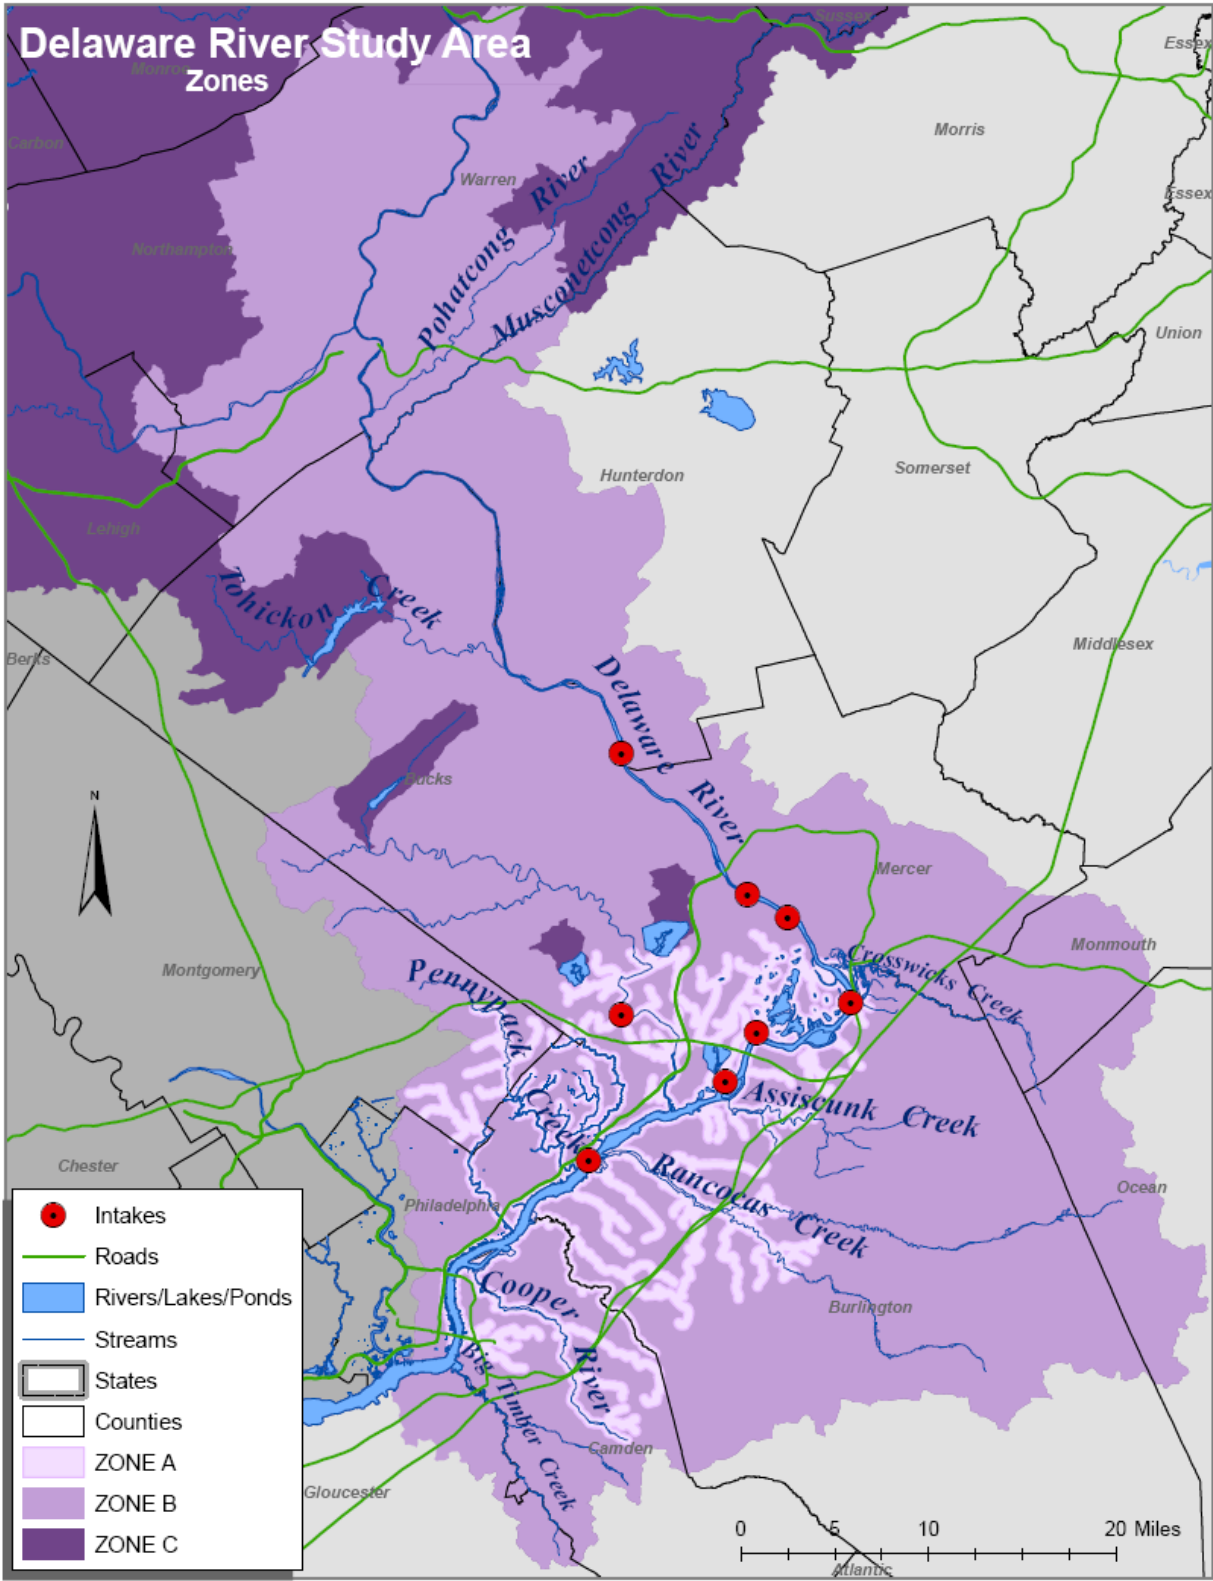 Delaware River Study Area
Zones
Sussex
Essex
Monroe
Carbon
Morris
Warren
Essex
Northampton
Pohatcong River
Musconetcong River
Union
Hunterdon
Somerset
Lehigh
Tohickon Creek
Berks
Middlesex
Delaware River
Bucks
N
Mercer
Monmouth
Crosswicks Creek
Montgomery
Pennypack Creek
Assiscunk Creek
Chester
Rancocas Creek
Ocean
Philadelphia
Cooper River
Burlington
Big Timber Creek
Camden
Gloucester
Atlantic
Intakes
Roads
Rivers/Lakes/Ponds
Streams
States
Counties
ZONE A
ZONE B
ZONE C
0 5 10 20 Miles